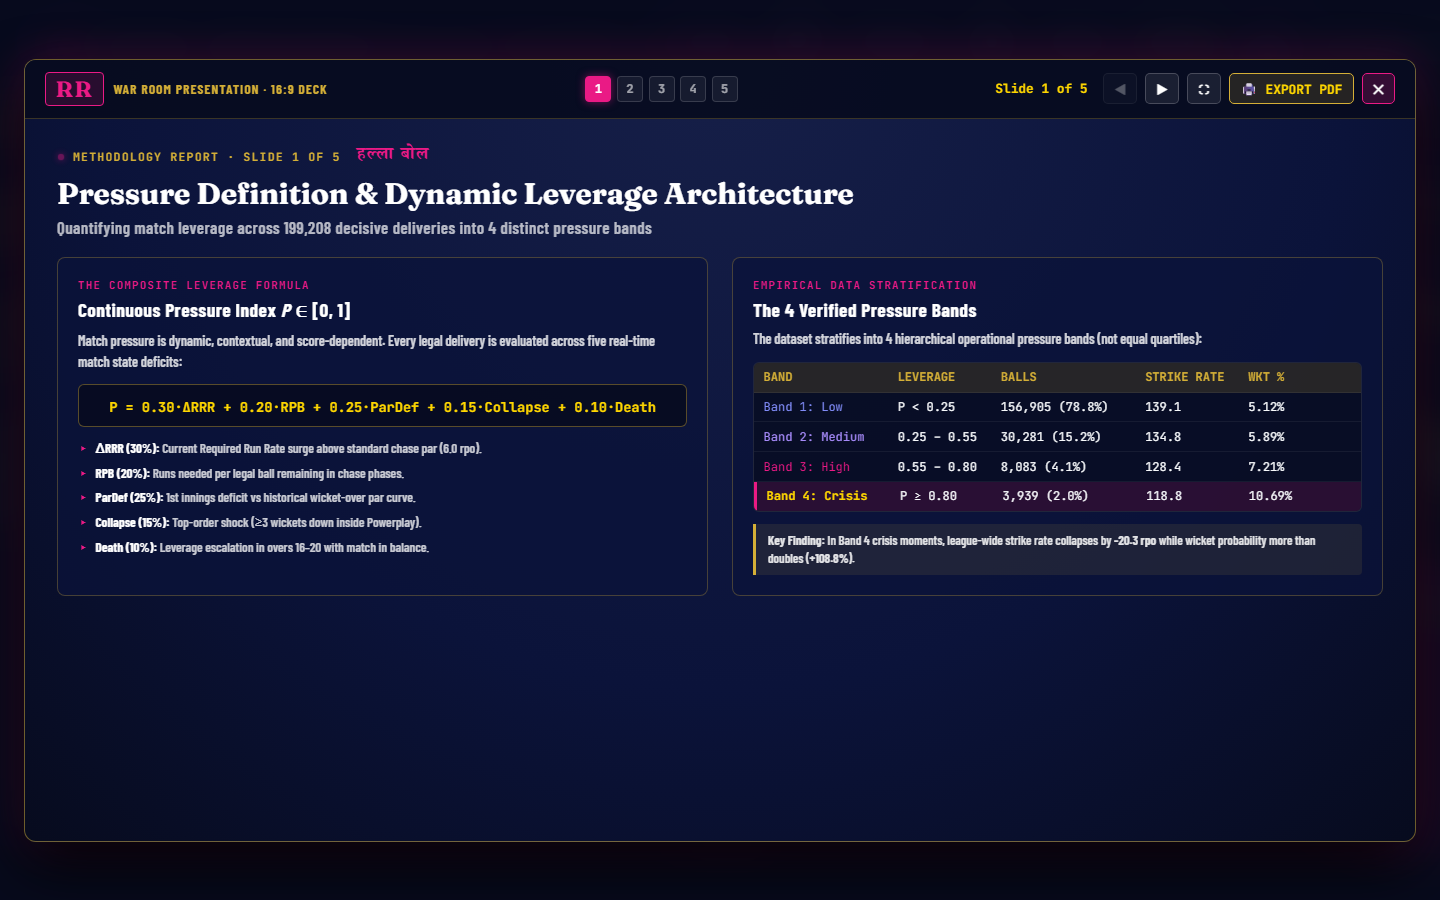 RR WAR ROOM PRESENTATION · 16:9 DECK
1 2 3 4 5
Slide 1 of 5 ◀ ▶ EXPORT PDF ✕
METHODOLOGY REPORT · SLIDE 1 OF 5 हल्ला बोल
Pressure Definition & Dynamic Leverage Architecture
Quantifying match leverage across 199,208 decisive deliveries into 4 distinct pressure bands
THE COMPOSITE LEVERAGE FORMULA
Continuous Pressure Index P ∈ [0, 1]
Match pressure is dynamic, contextual, and score-dependent. Every legal delivery is evaluated across five real-time
match state deficits:
P = 0.30·ΔRRR + 0.20·RPB + 0.25·ParDef + 0.15·Collapse + 0.10·Death
▸ ΔRRR (30%): Current Required Run Rate surge above standard chase par (6.0 rpo).
▸ RPB (20%): Runs needed per legal ball remaining in chase phases.
▸ ParDef (25%): 1st innings deficit vs historical wicket-over par curve.
▸ Collapse (15%): Top-order shock (≥3 wickets down inside Powerplay).
▸ Death (10%): Leverage escalation in overs 16–20 with match in balance.
EMPIRICAL DATA STRATIFICATION
The 4 Verified Pressure Bands
The dataset stratifies into 4 hierarchical operational pressure bands (not equal quartiles):
BAND LEVERAGE BALLS STRIKE RATE WKT %
Band 1: Low P < 0.25 156,905 (78.8%) 139.1 5.12%
Band 2: Medium 0.25 – 0.55 30,281 (15.2%) 134.8 5.89%
Band 3: High 0.55 – 0.80 8,083 (4.1%) 128.4 7.21%
Band 4: Crisis P ≥ 0.80 3,939 (2.0%) 118.8 10.69%
Key Finding: In Band 4 crisis moments, league-wide strike rate collapses by -20.3 rpo while wicket probability more than
doubles (+108.8%).